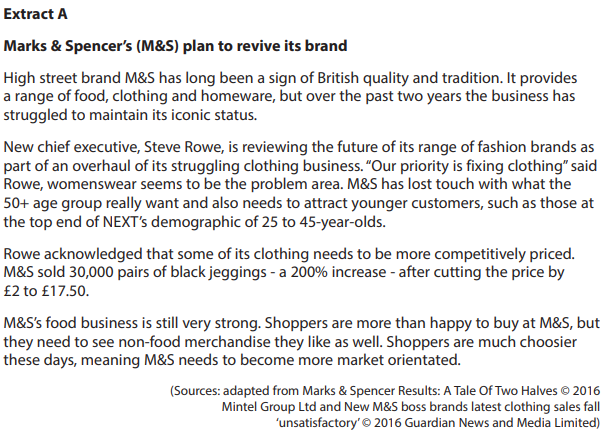 Extract A
Marks & Spencer's (M&S) plan to revive its brand
High street brand M&S has long been a sign of British quality and tradition. It provides
a range of food, clothing and homeware, but over the past two years the business has
struggled to maintain its iconic status.
New chief executive, Steve Rowe, is reviewing the future of its range of fashion brands as
part of an overhaul of its struggling clothing business. “Our priority is fixing clothing” said
Rowe, womenswear seems to be the problem area. M&S has lost touch with what the
50+ age group really want and also needs to attract younger customers, such as those at
the top end of NEXT’s demographic of 25 to 45-year-olds.
Rowe acknowledged that some of its clothing needs to be more competitively priced.
M&S sold 30,000 pairs of black jeggings - a 200% increase - after cutting the price by
£2 to £17.50.
M&S’s food business is still very strong. Shoppers are more than happy to buy at M&S, but
they need to see non-food merchandise they like as well. Shoppers are much choosier
these days, meaning M&S needs to become more market orientated.
(Sources: adapted from Marks & Spencer Results: A Tale Of Two Halves © 2016
Mintel Group Ltd and New M&S boss brands latest clothing sales fall
‘unsatisfactory’ © 2016 Guardian News and Media Limited)